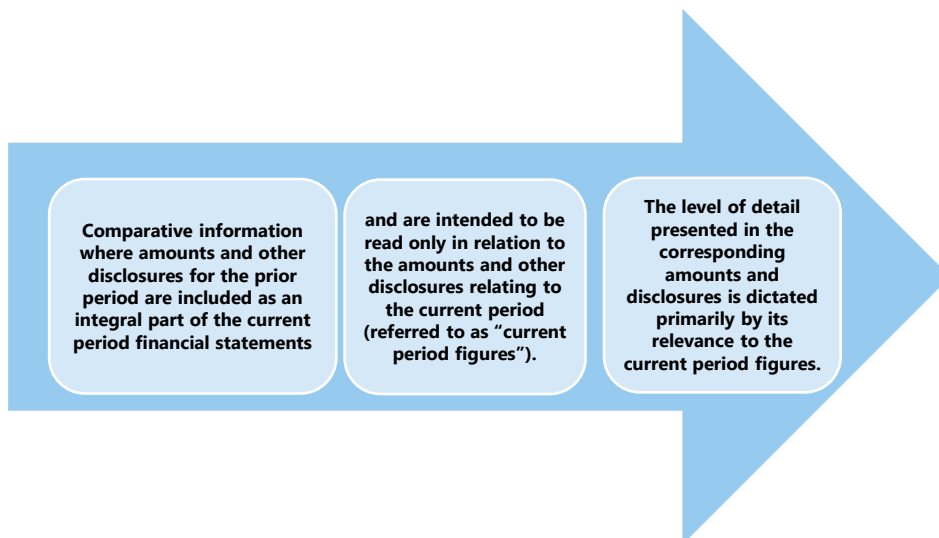 Comparative information
where amounts and other
disclosures for the prior
period are included as an
integral part of the current
period financial statements
and are intended to be
read only in relation to
the amounts and other
disclosures relating to
the current period
(referred to as “current
period figures”).
The level of detail
presented in the
corresponding
amounts and
disclosures is dictated
primarily by its
relevance to the
current period figures.